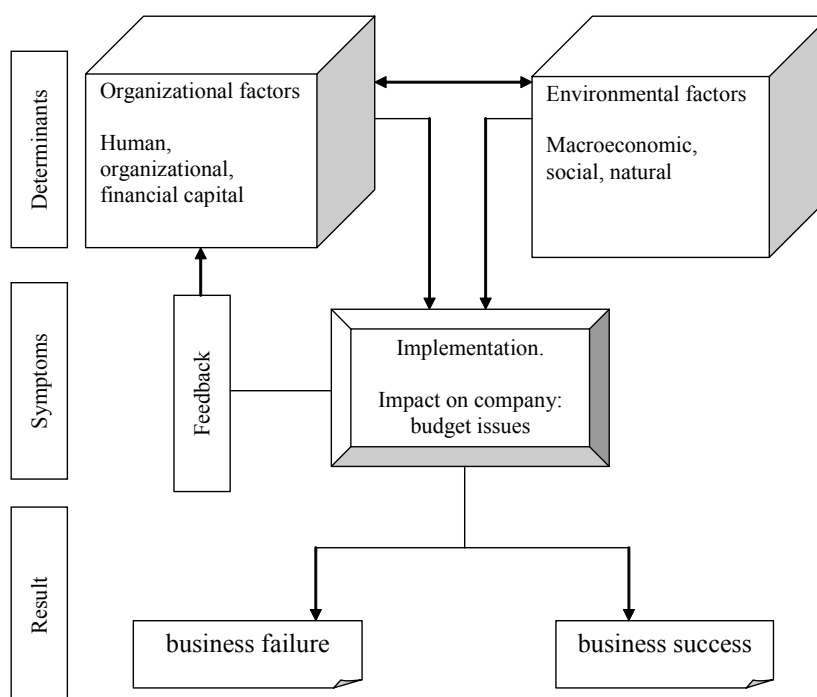 Determinants
Organizational factors
Human,
organizational,
financial capital
Environmental factors
Macroeconomic,
social, natural
Symptoms
Feedback
Implementation.
Impact on company:
budget issues
Result
business failure
business success